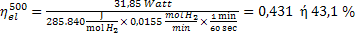 η_el^500 = 31,85 Watt / (285.840 J/mol H₂ × 0,0155 mol H₂/min × 1 min/60 sec) = 0,431 ή 43,1 %